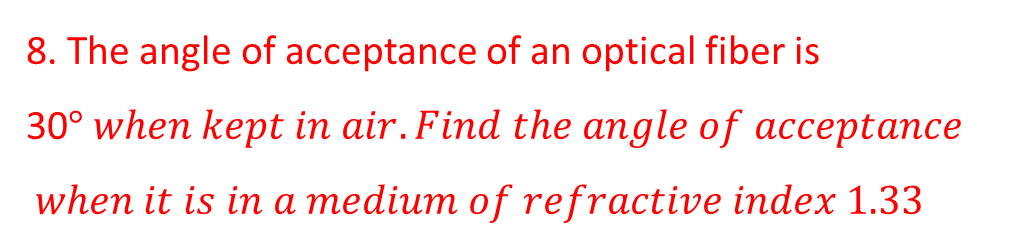 8. The angle of acceptance of an optical fiber is
30° when kept in air. Find the angle of acceptance
when it is in a medium of refractive index 1.33